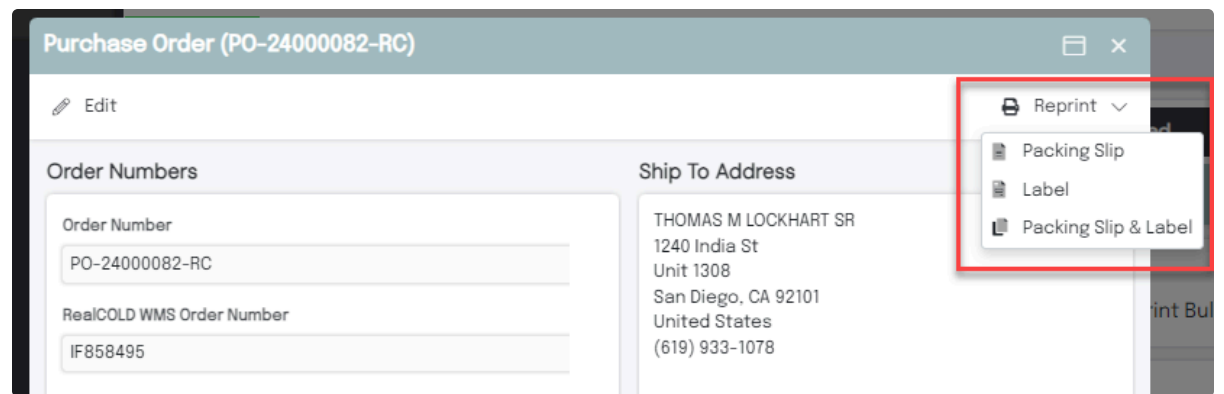 Purchase Order (PO-24000082-RC)
Edit
Reprint
Packing Slip
Label
Packing Slip & Label
Order Numbers
Order Number
PO-24000082-RC
RealCOLD WMS Order Number
IF858495
Ship To Address
THOMAS M LOCKHART SR
1240 India St
Unit 1308
San Diego, CA 92101
United States
(619) 933-1078